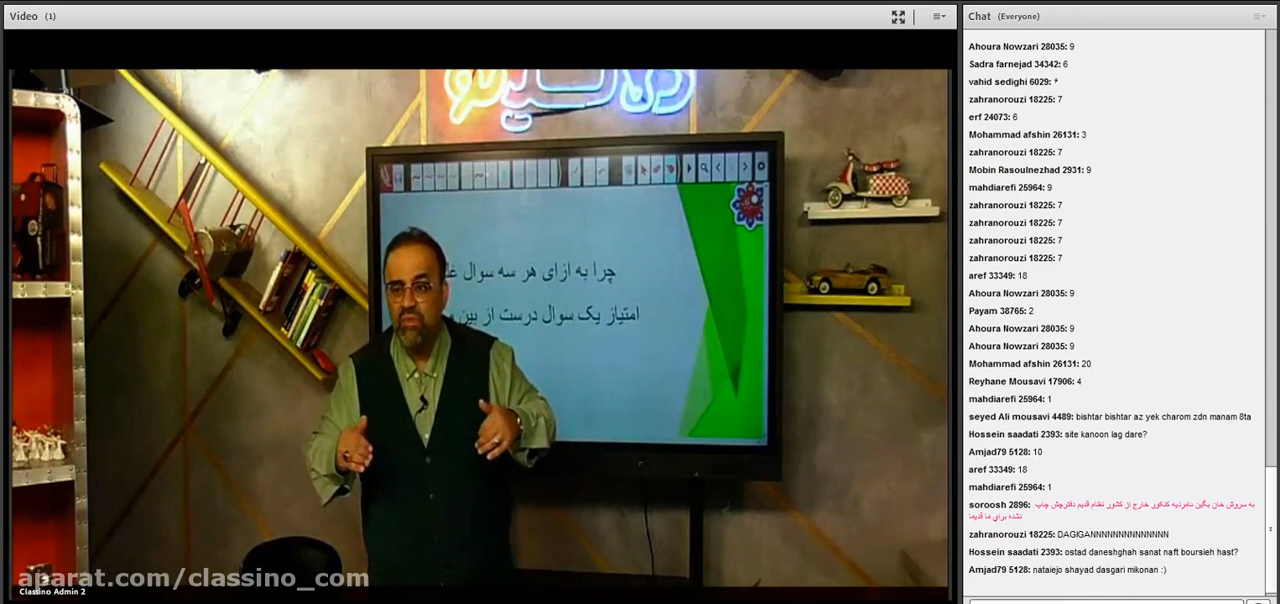 Video (1)
چرا به ازای هر سه سوال
امتیاز یک سوال درست از بین
aparat.com/classino_com
Classino Admin 2
Chat (Everyone)
Ahoura Nowzari 28035: 9
Sadra farnejad 34342: 6
vahid sedighi 6029: ۶
zahranorouzi 18225: 7
erf 24073: 6
Mohammad afshin 26131: 3
zahranorouzi 18225: 7
Mobin Rasoulnezhad 2931: 9
mahdiarefi 25964: 9
zahranorouzi 18225: 7
zahranorouzi 18225: 7
zahranorouzi 18225: 7
zahranorouzi 18225: 7
aref 33349: 18
Ahoura Nowzari 28035: 9
Payam 38765: 2
Ahoura Nowzari 28035: 9
Ahoura Nowzari 28035: 9
Mohammad afshin 26131: 20
Reyhane Mousavi 17906: 4
mahdiarefi 25964: 1
seyed Ali mousavi 4489: bishtar bishtar az yek charom zdn manam 8ta
Hossein saadati 2393: site kanoon lag dare?
Amjad79 5128: 10
aref 33349: 18
mahdiarefi 25964: 1
soroosh 2896: به سروش خان بگین نامردیه کنکور خارج از کشور نظام قدیم دفترچش چاپ
نشده برای ما قدیما
zahranorouzi 18225: DAGIGANNNNNNNNNNNNNN
Hossein saadati 2393: ostad daneshghah sanat naft boursieh hast?
Amjad79 5128: nataiejo shayad dasgari mikonan :)